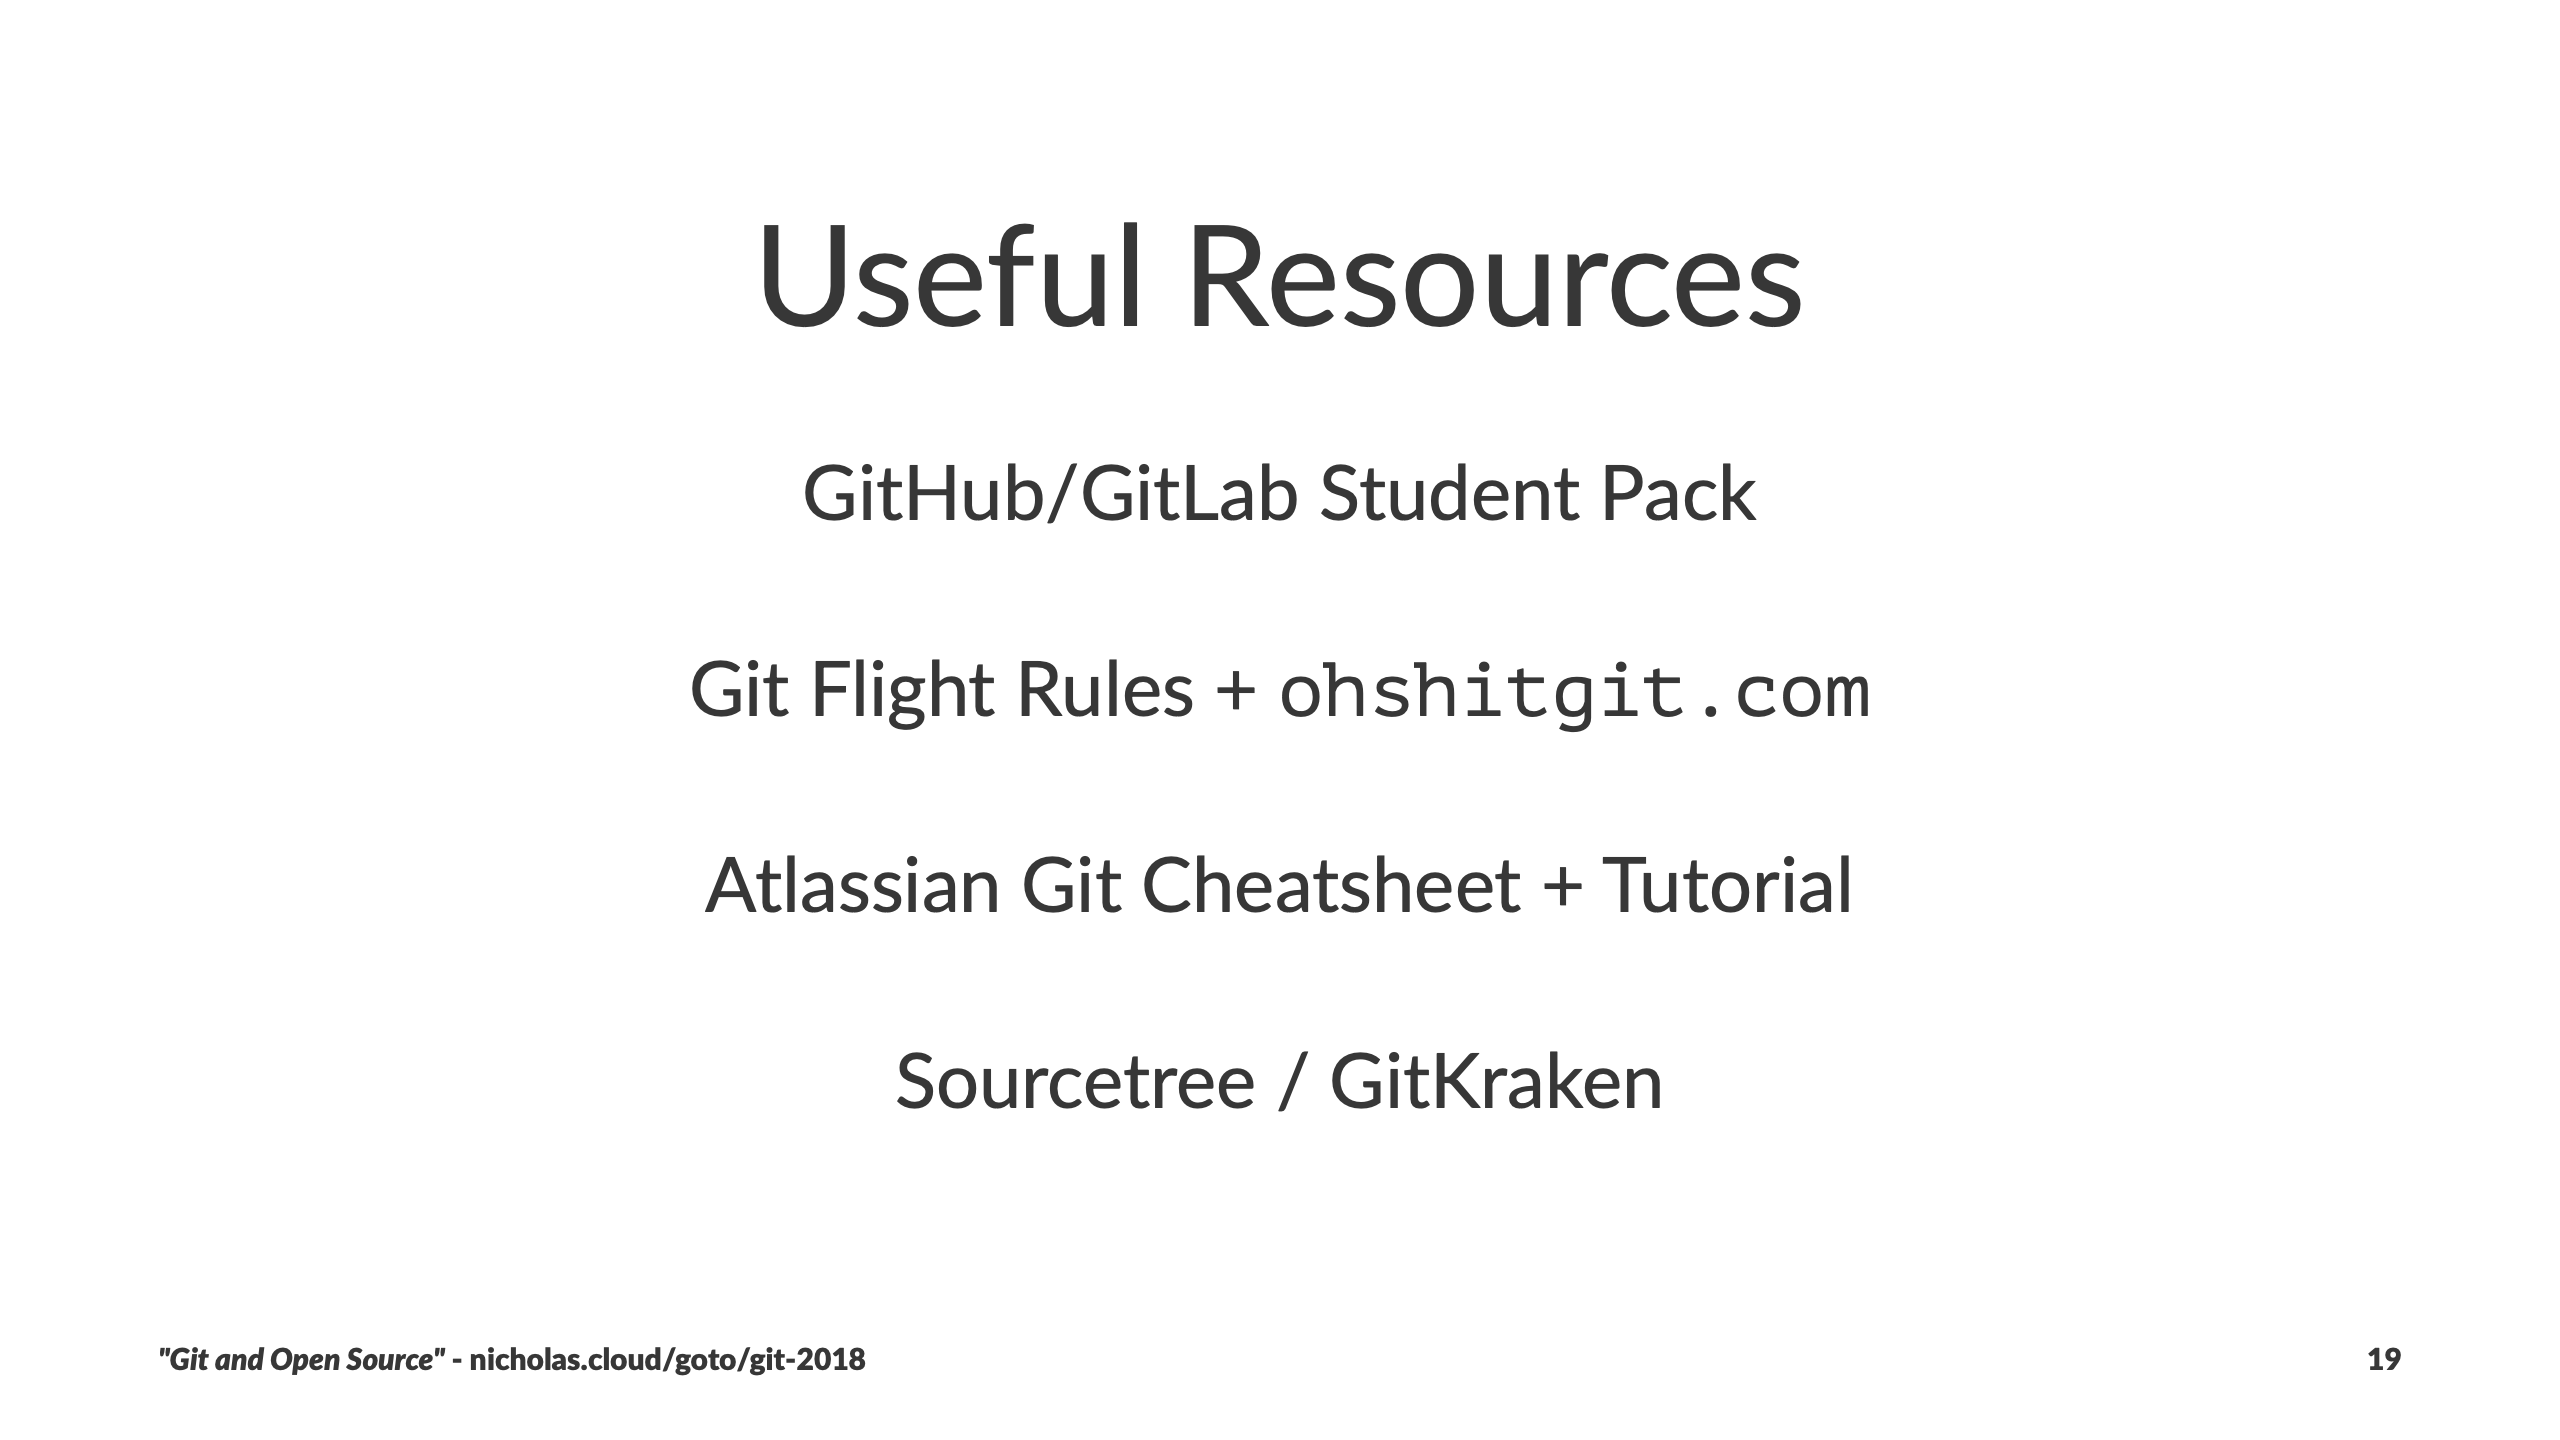 Useful Resources
GitHub/GitLab Student Pack
Git Flight Rules + ohshitgit.com
Atlassian Git Cheatsheet + Tutorial
Sourcetree / GitKraken
"Git and Open Source" - nicholas.cloud/goto/git-2018
19